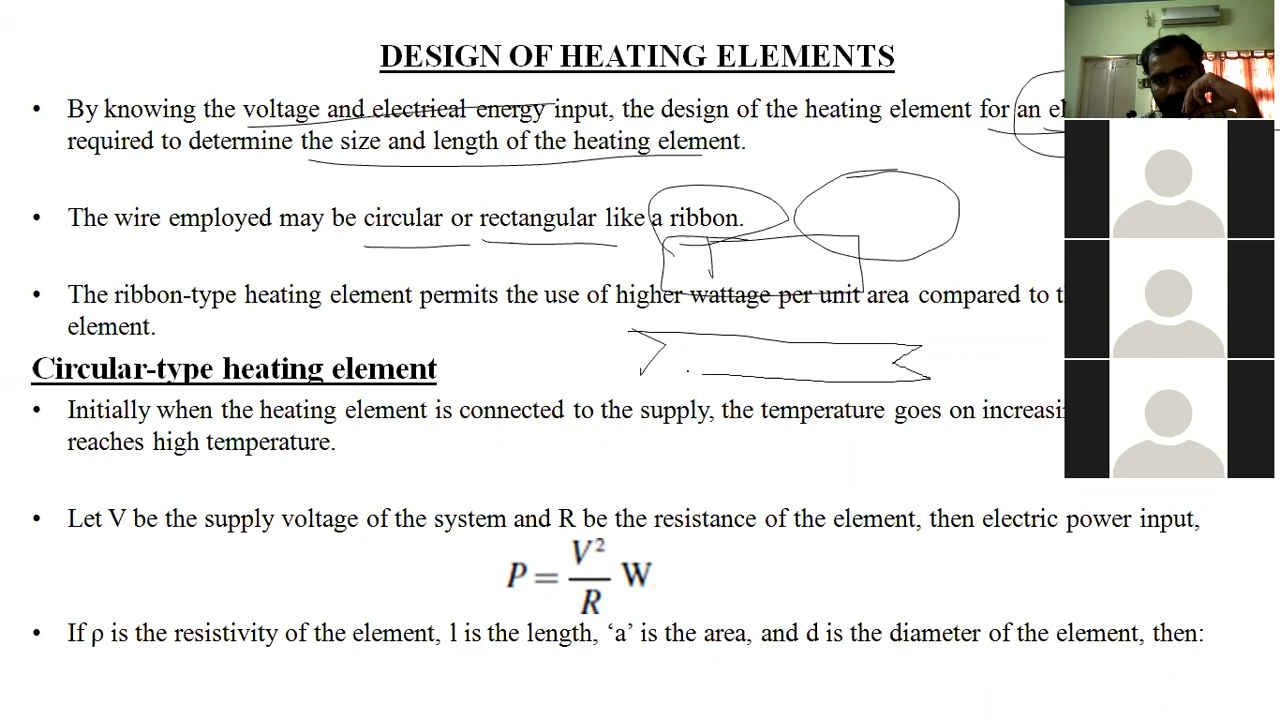 DESIGN OF HEATING ELEMENTS
• By knowing the voltage and electrical energy input, the design of the heating element for an
required to determine the size and length of the heating element.
• The wire employed may be circular or rectangular like a ribbon.
• The ribbon-type heating element permits the use of higher wattage per unit area compared to
element.
Circular-type heating element
• Initially when the heating element is connected to the supply, the temperature goes on
reaches high temperature.
• Let V be the supply voltage of the system and R be the resistance of the element, then electric power input,
P = V²/R W
• If ρ is the resistivity of the element, l is the length, ‘a’ is the area, and d is the diameter of the element, then: